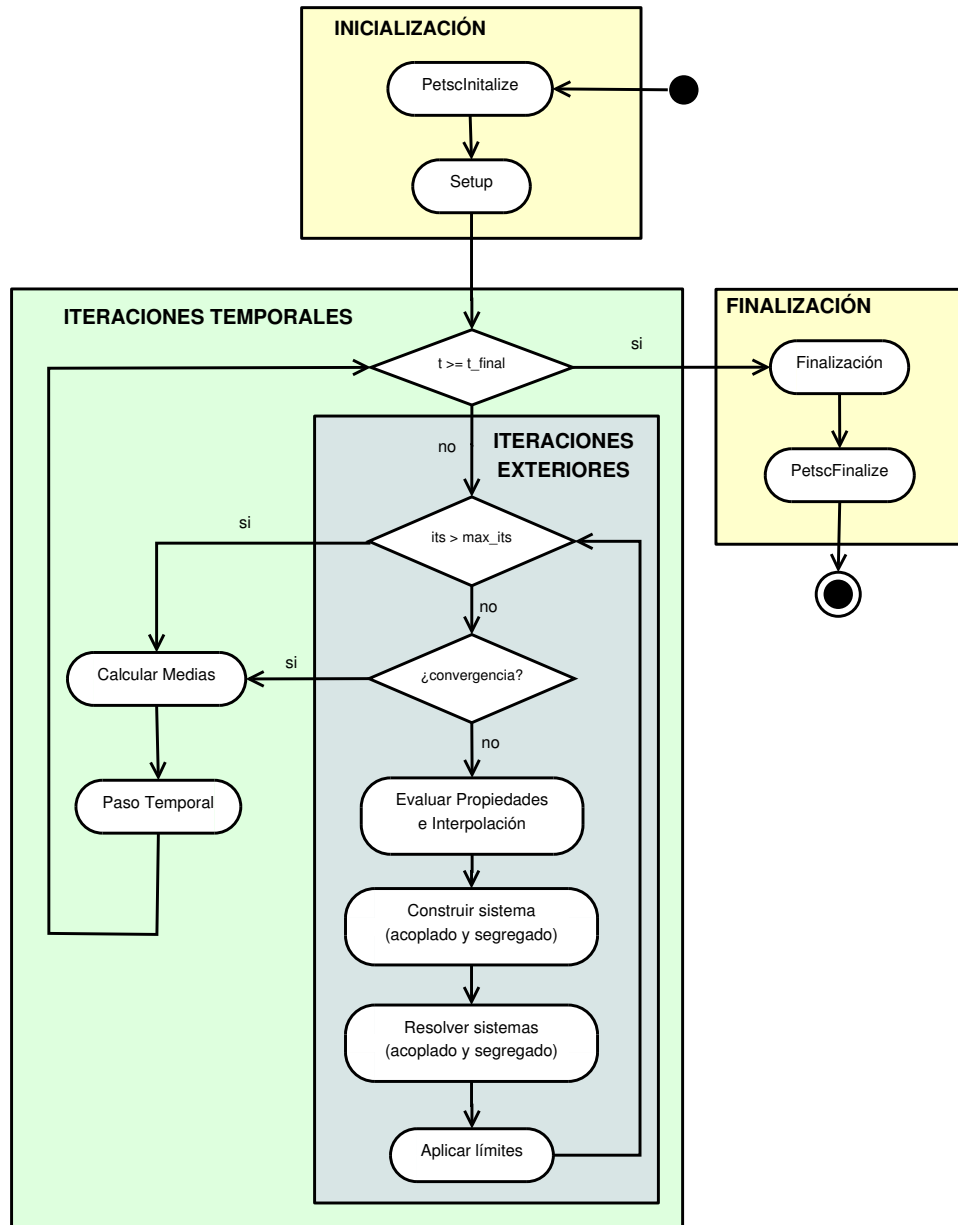 INICIALIZACIÓN
PetscInitalize
Setup
ITERACIONES TEMPORALES
t >= t_final
si
no
FINALIZACIÓN
Finalización
PetscFinalize
ITERACIONES
EXTERIORES
its > max_its
si
no
¿convergencia?
si
no
Calcular Medias
Paso Temporal
Evaluar Propiedades
e Interpolación
Construir sistema
(acoplado y segregado)
Resolver sistemas
(acoplado y segregado)
Aplicar límites